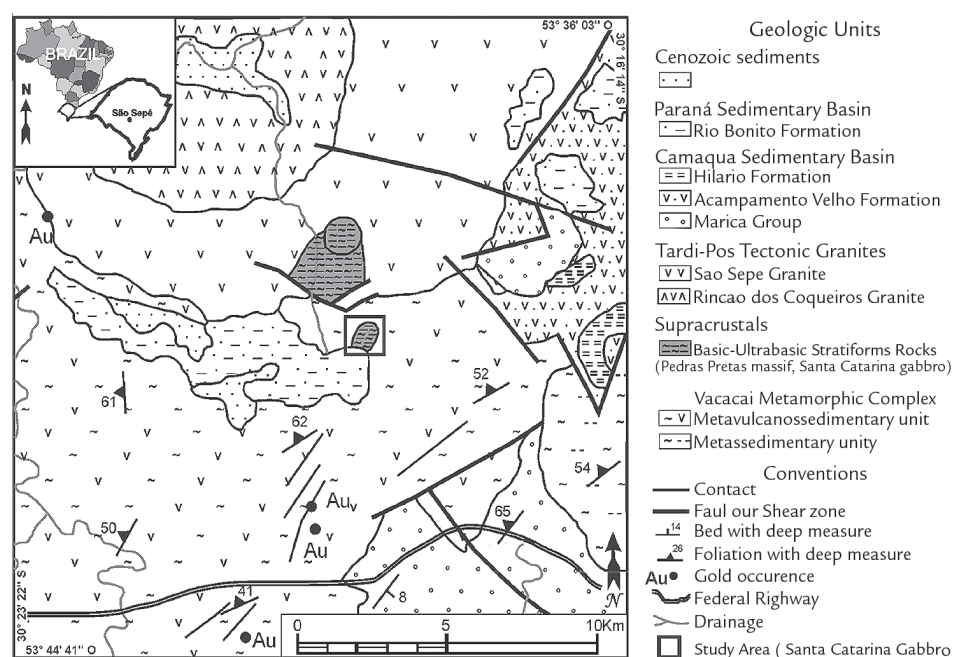 53° 36' 03'' O
30° 16' 14'' S
BRAZIL
N
São Sepé
Au
61
62
52
54
Au
Au
65
50
41
8
Au
30° 23' 22'' S
53° 44' 41'' O
0 5 10Km
N
Geologic Units
Cenozoic sediments
Paraná Sedimentary Basin
Rio Bonito Formation
Camaqua Sedimentary Basin
Hilario Formation
Acampamento Velho Formation
Marica Group
Tardi-Pos Tectonic Granites
Sao Sepe Granite
Rincao dos Coqueiros Granite
Supracrustals
Basic-Ultrabasic Stratiforms Rocks
(Pedras Pretas massif, Santa Catarina gabbro)
Vacacai Metamorphic Complex
Metavulcanossedimentary unit
Metassedimentary unity
Conventions
Contact
Faul our Shear zone
14 Bed with deep measure
26 Foliation with deep measure
Au Gold occurence
Federal Righway
Drainage
Study Area ( Santa Catarina Gabbro